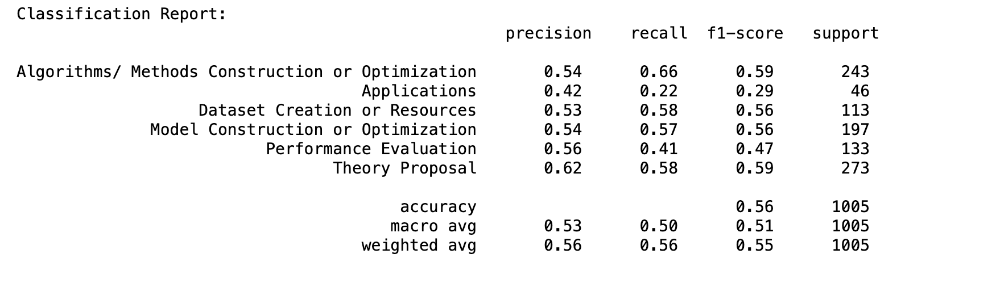 Classification Report:
precision recall f1-score support
Algorithms/ Methods Construction or Optimization 0.54 0.66 0.59 243
Applications 0.42 0.22 0.29 46
Dataset Creation or Resources 0.53 0.58 0.56 113
Model Construction or Optimization 0.54 0.57 0.56 197
Performance Evaluation 0.56 0.41 0.47 133
Theory Proposal 0.62 0.58 0.59 273
accuracy 0.56 1005
macro avg 0.53 0.50 0.51 1005
weighted avg 0.56 0.56 0.55 1005